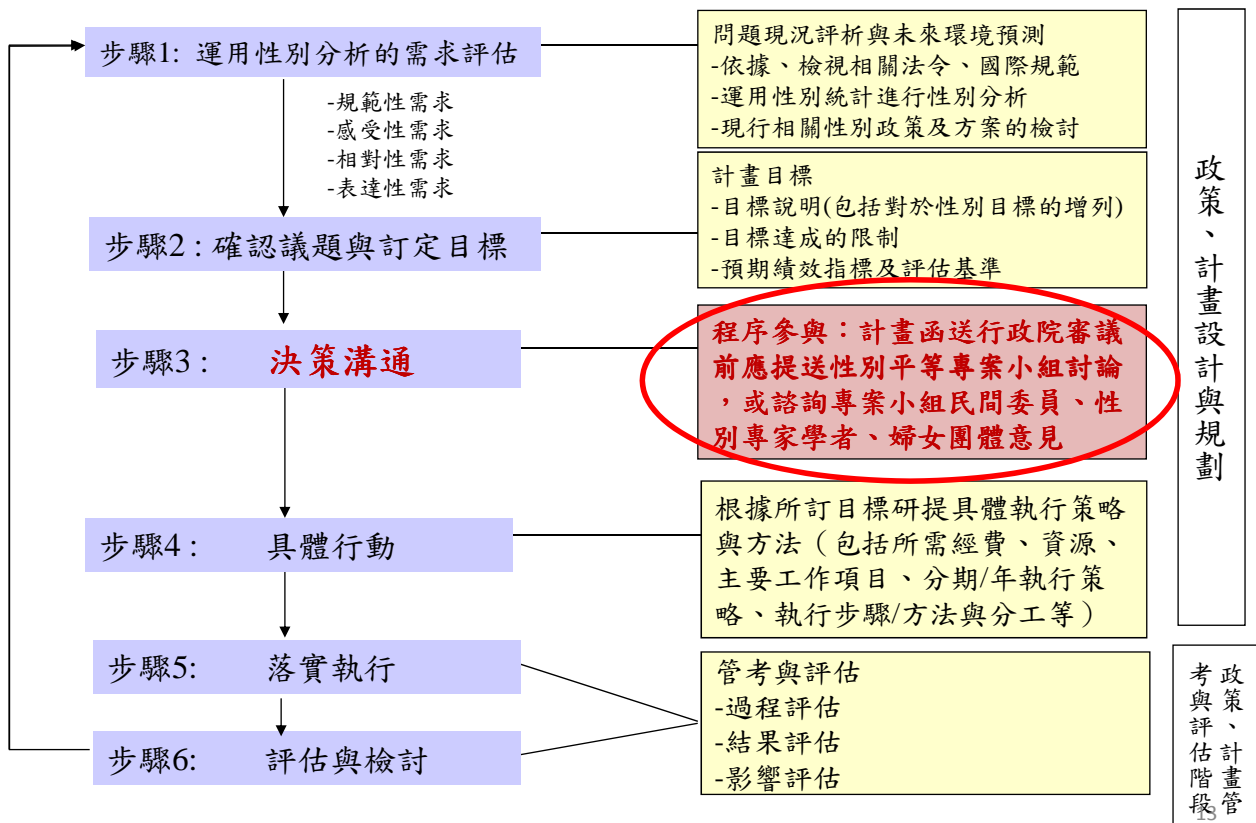 步驟1: 運用性別分析的需求評估
-規範性需求
-感受性需求
-相對性需求
-表達性需求
問題現況評析與未來環境預測
-依據、檢視相關法令、國際規範
-運用性別統計進行性別分析
-現行相關性別政策及方案的檢討
步驟2 : 確認議題與訂定目標
計畫目標
-目標說明(包括對於性別目標的增列)
-目標達成的限制
-預期績效指標及評估基準
步驟3 : 決策溝通
程序參與：計畫函送行政院審議
前應提送性別平等專案小組討論
，或諮詢專案小組民間委員、性
別專家學者、婦女團體意見
步驟4 : 具體行動
根據所訂目標研提具體執行策略
與方法（包括所需經費、資源、
主要工作項目、分期/年執行策
略、執行步驟/方法與分工等）
政策、計畫設計與規劃
步驟5: 落實執行
步驟6: 評估與檢討
管考與評估
-過程評估
-結果評估
-影響評估
政策、計畫管
考與評估階段
13